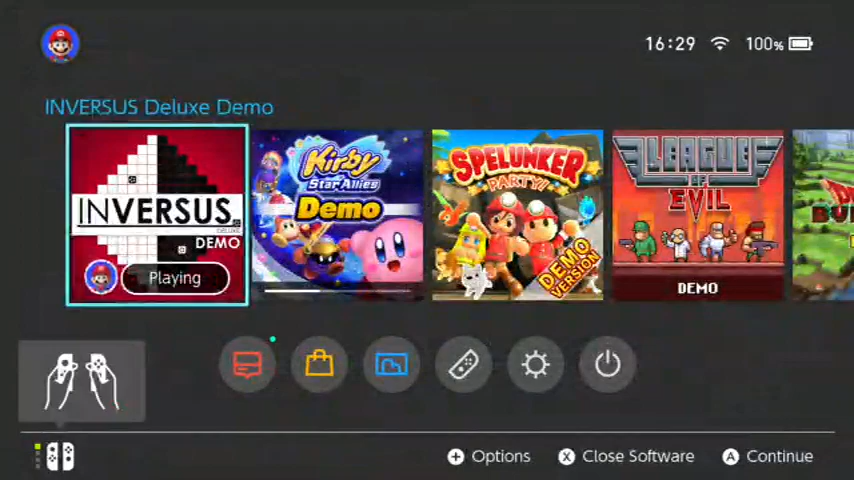 16:29 100%
INVERSUS Deluxe Demo
INVERSUS
DELUXE
DEMO
Playing
Kirby
Star Allies
Demo
SPELUNKER
PARTY!
DEMO
VERSION
LEAGUE
OF
EVIL
DEMO
+ Options X Close Software A Continue